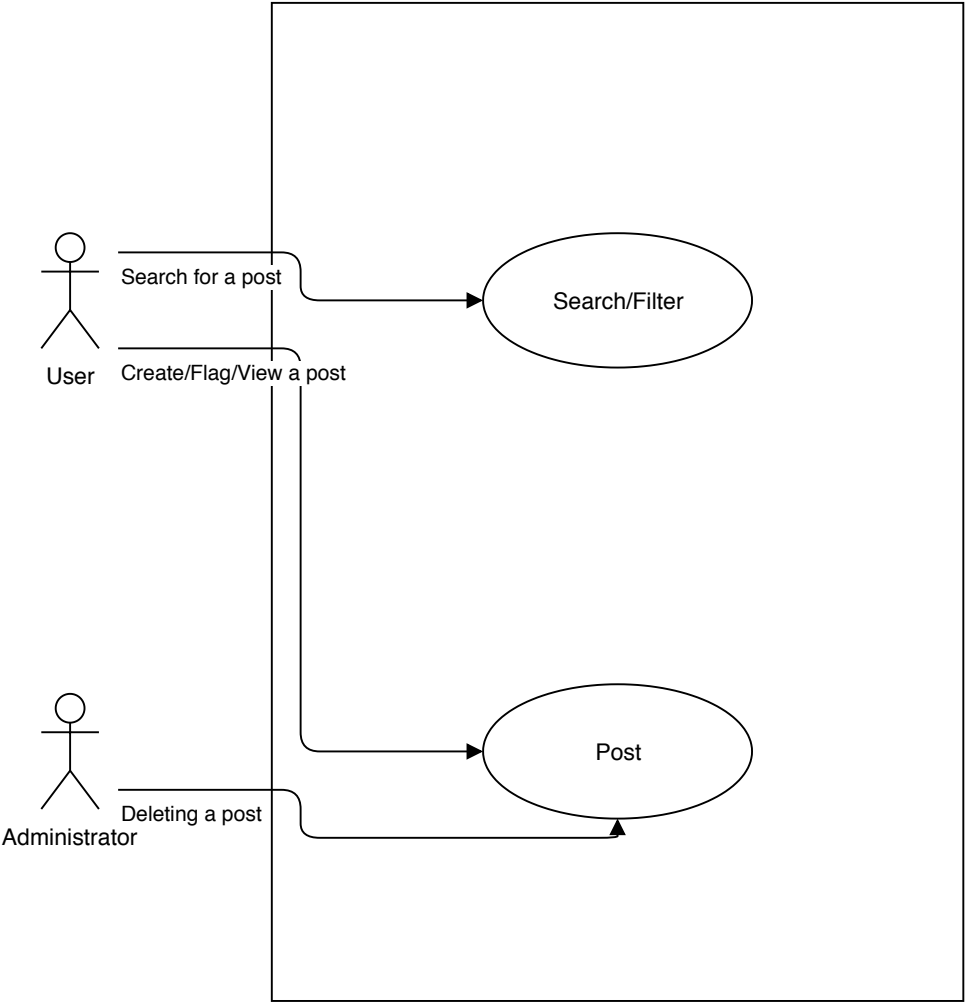 Search for a post
Search/Filter
User
Create/Flag/View a post
Post
Deleting a post
Administrator